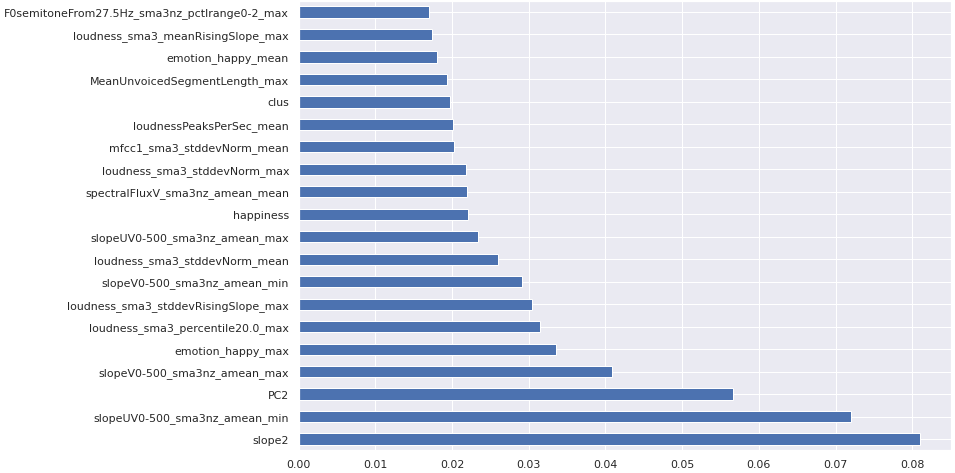 F0semitoneFrom27.5Hz_sma3nz_pctlrange0-2_max
loudness_sma3_meanRisingSlope_max
emotion_happy_mean
MeanUnvoicedSegmentLength_max
clus
loudnessPeaksPerSec_mean
mfcc1_sma3_stddevNorm_mean
loudness_sma3_stddevNorm_max
spectralFluxV_sma3nz_amean_mean
happiness
slopeUV0-500_sma3nz_amean_max
loudness_sma3_stddevNorm_mean
slopeV0-500_sma3nz_amean_min
loudness_sma3_stddevRisingSlope_max
loudness_sma3_percentile20.0_max
emotion_happy_max
slopeV0-500_sma3nz_amean_max
PC2
slopeUV0-500_sma3nz_amean_min
slope2
0.00 0.01 0.02 0.03 0.04 0.05 0.06 0.07 0.08